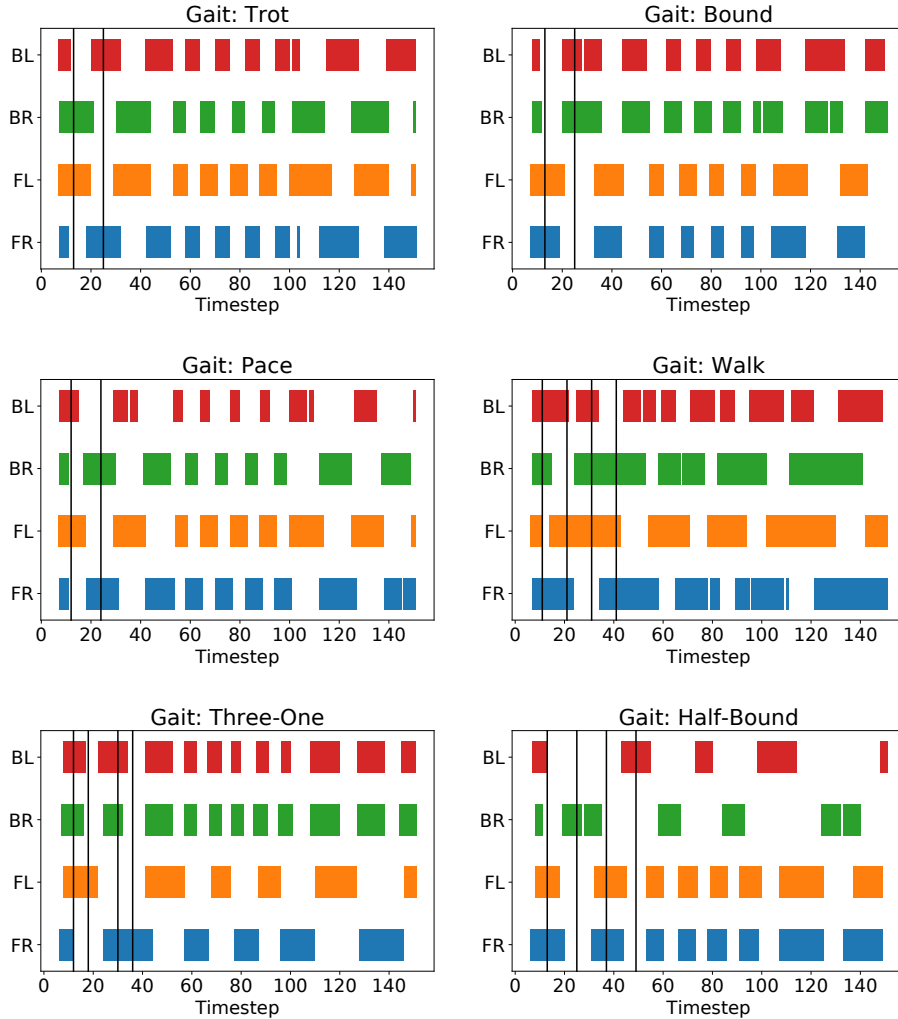 Gait: Trot
BL
BR
FL
FR
0 20 40 60 80 100 120 140
Timestep
Gait: Bound
BL
BR
FL
FR
0 20 40 60 80 100 120 140
Timestep
Gait: Pace
BL
BR
FL
FR
0 20 40 60 80 100 120 140
Timestep
Gait: Walk
BL
BR
FL
FR
0 20 40 60 80 100 120 140
Timestep
Gait: Three-One
BL
BR
FL
FR
0 20 40 60 80 100 120 140
Timestep
Gait: Half-Bound
BL
BR
FL
FR
0 20 40 60 80 100 120 140
Timestep